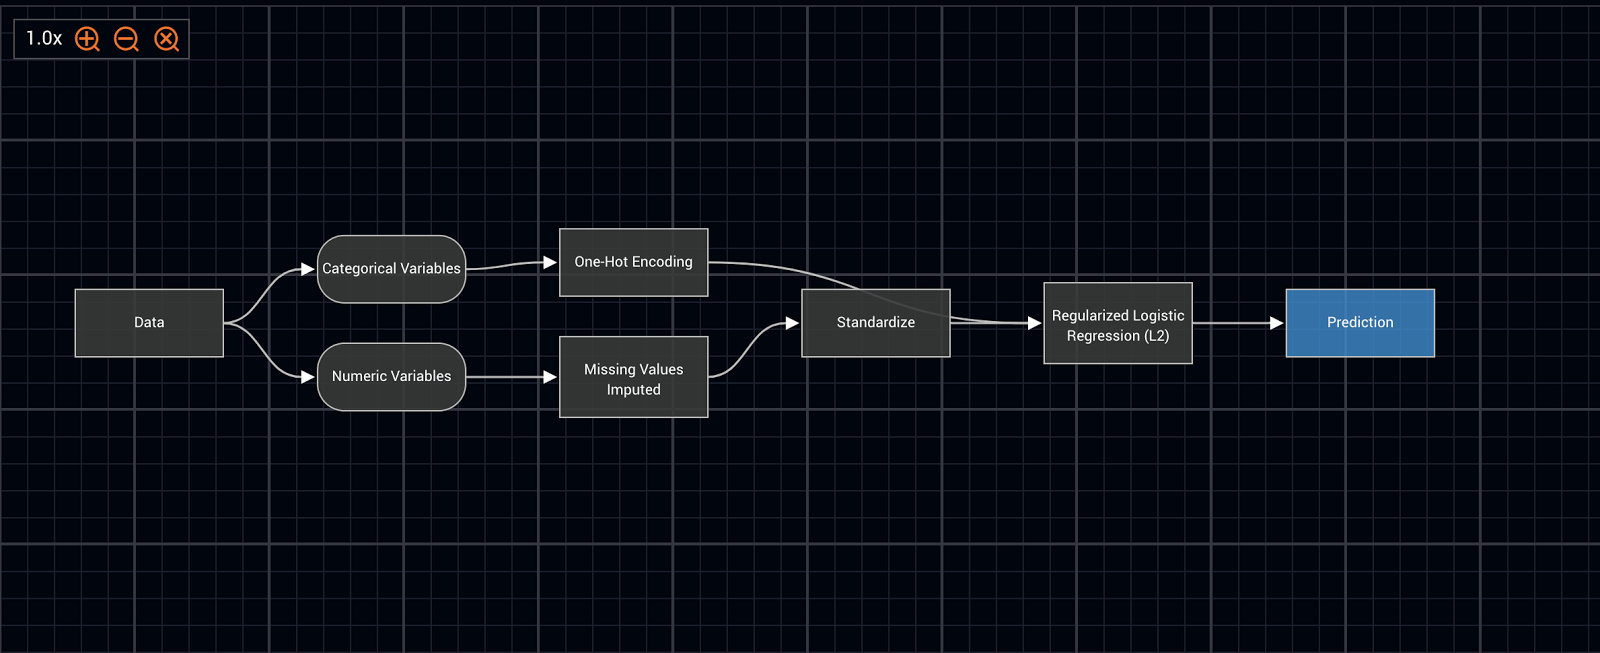 1.0x
Data
Categorical Variables
Numeric Variables
One-Hot Encoding
Missing Values
Imputed
Standardize
Regularized Logistic
Regression (L2)
Prediction